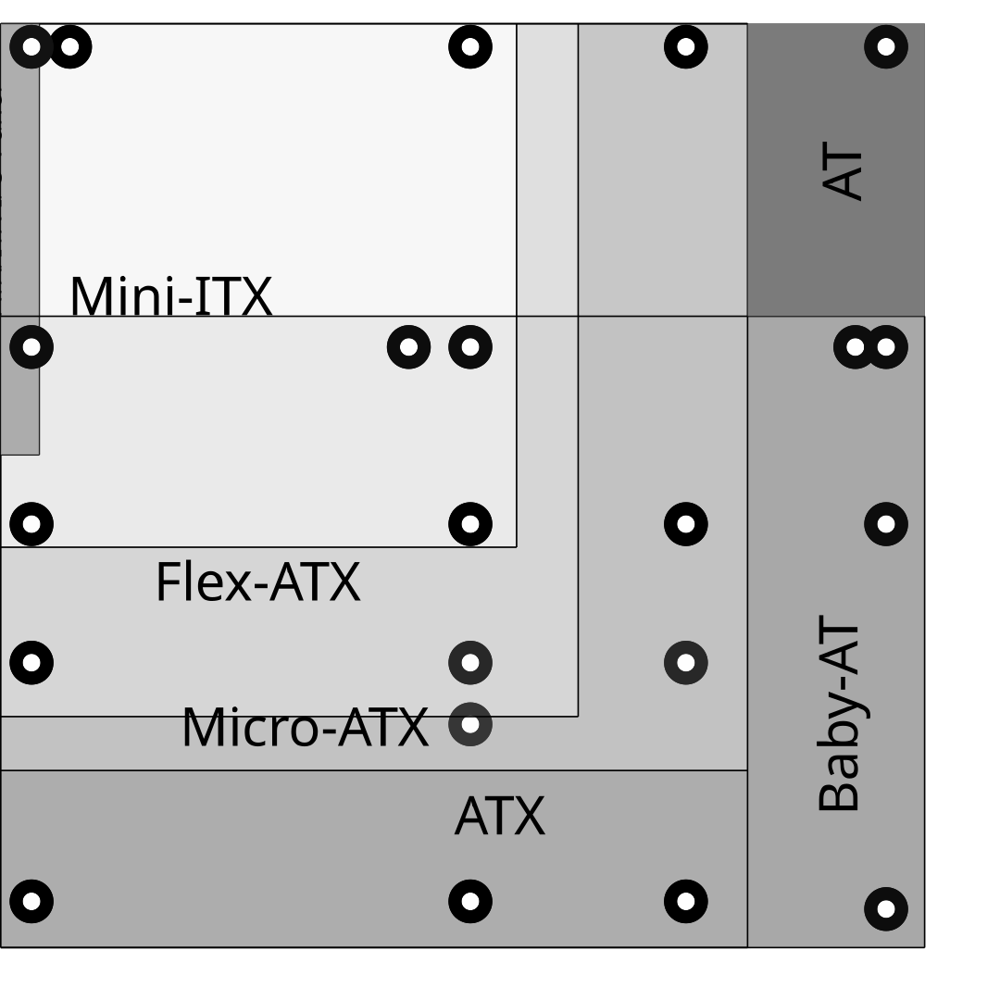 AT
Mini-ITX
Flex-ATX
Micro-ATX
Baby-AT
ATX